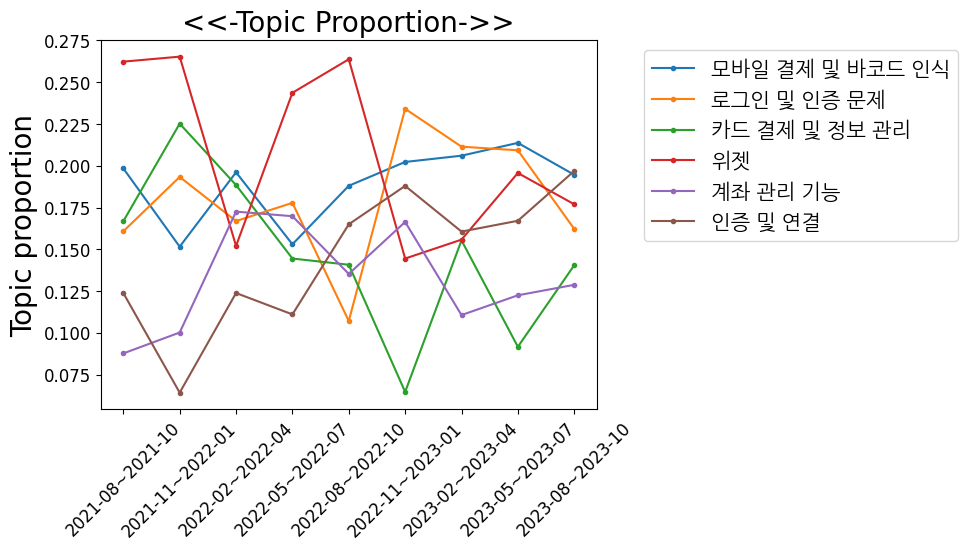 <<-Topic Proportion->>
Topic proportion
0.275
0.250
0.225
0.200
0.175
0.150
0.125
0.100
0.075
2021-08~2021-10
2021-11~2022-01
2022-02~2022-04
2022-05~2022-07
2022-08~2022-10
2022-11~2023-01
2023-02~2023-04
2023-05~2023-07
2023-08~2023-10
모바일 결제 및 바코드 인식
로그인 및 인증 문제
카드 결제 및 정보 관리
위젯
계좌 관리 기능
인증 및 연결